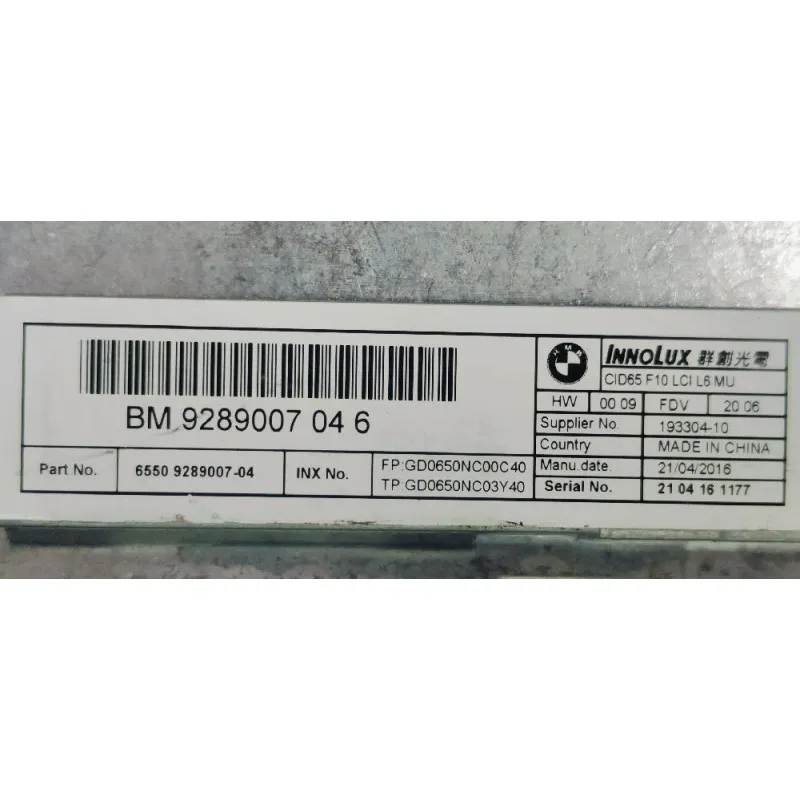 BM 9289007 04 6
Part No. 6550 9289007-04 INX No. FP:GD0650NC00C40
TP:GD0650NC03Y40
BMW INNOLUX 群創光電
CID65 F10 LCI L6 MU
HW 00 09 FDV 20 06
Supplier No. 193304-10
Country MADE IN CHINA
Manu.date. 21/04/2016
Serial No. 21 04 16 1177